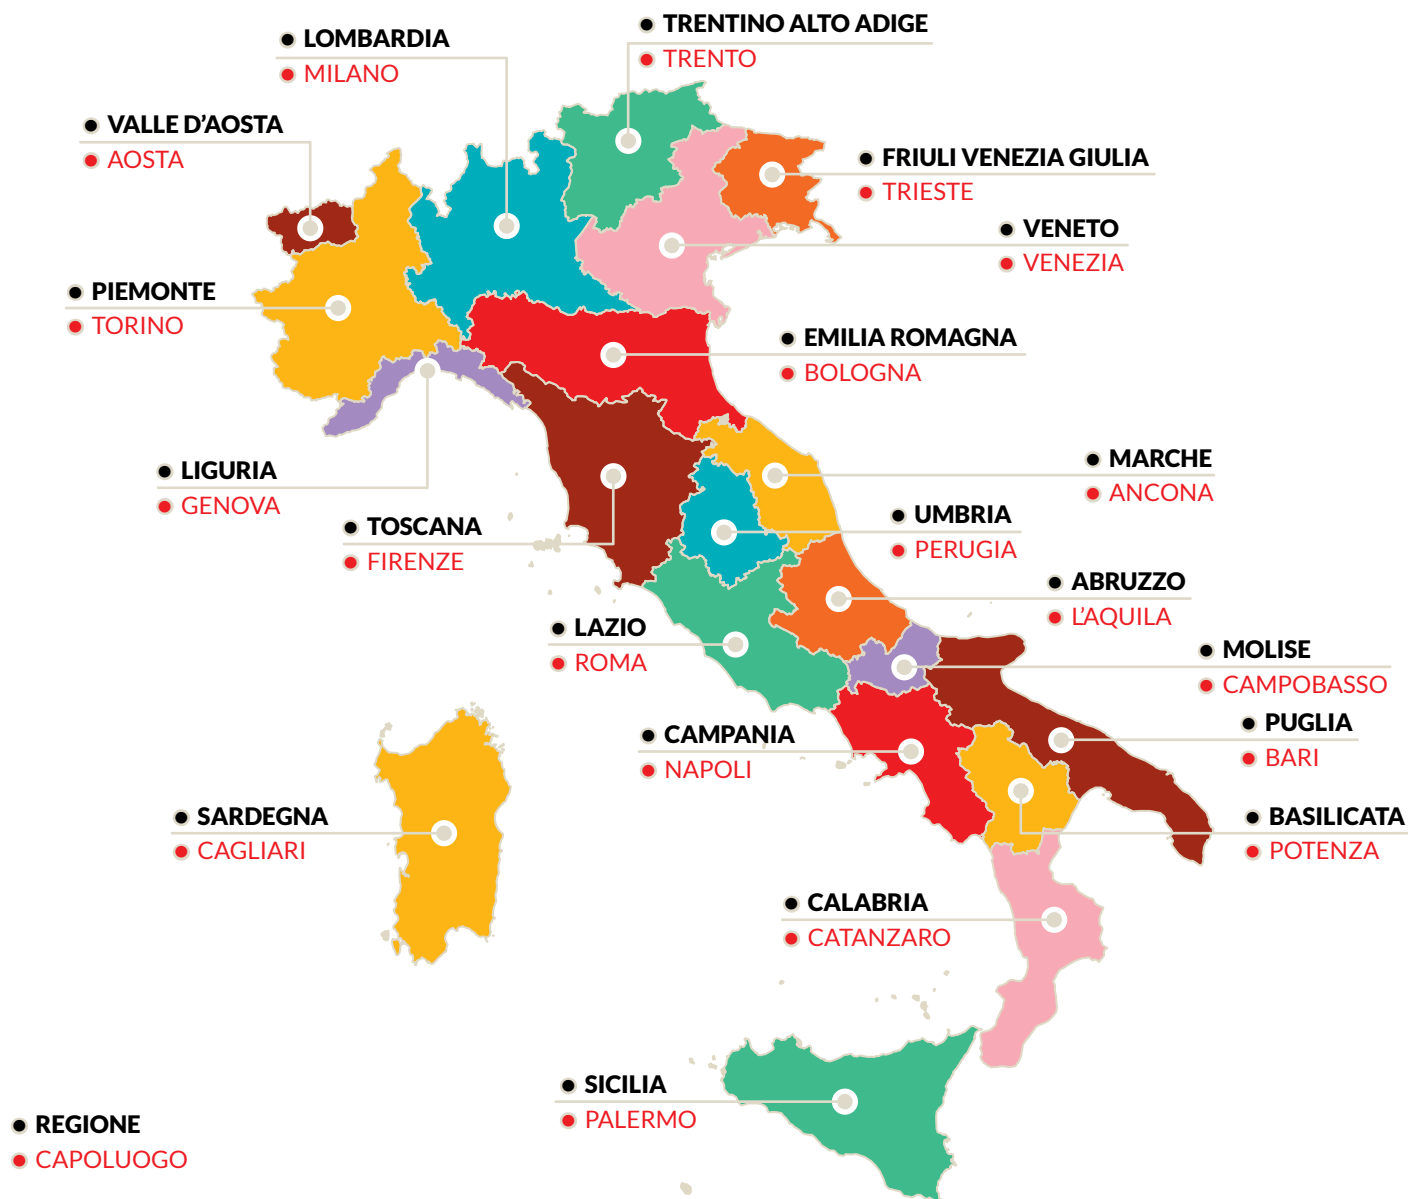 TRENTINO ALTO ADIGE
TRENTO
LOMBARDIA
MILANO
VALLE D'AOSTA
AOSTA
FRIULI VENEZIA GIULIA
TRIESTE
VENETO
VENEZIA
PIEMONTE
TORINO
EMILIA ROMAGNA
BOLOGNA
LIGURIA
GENOVA
MARCHE
ANCONA
TOSCANA
FIRENZE
UMBRIA
PERUGIA
ABRUZZO
L'AQUILA
LAZIO
ROMA
MOLISE
CAMPOBASSO
CAMPANIA
NAPOLI
PUGLIA
BARI
SARDEGNA
CAGLIARI
BASILICATA
POTENZA
CALABRIA
CATANZARO
SICILIA
PALERMO
REGIONE
CAPOLUOGO